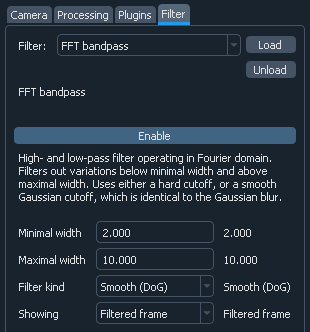 Camera Processing Plugins Filter
Filter: FFT bandpass Load
Unload
FFT bandpass
Enable
High- and low-pass filter operating in Fourier domain.
Filters out variations below minimal width and above
maximal width. Uses either a hard cutoff, or a smooth
Gaussian cutoff, which is identical to the Gaussian blur.
Minimal width 2.000 2.000
Maximal width 10.000 10.000
Filter kind Smooth (DoG) Smooth (DoG)
Showing Filtered frame Filtered frame